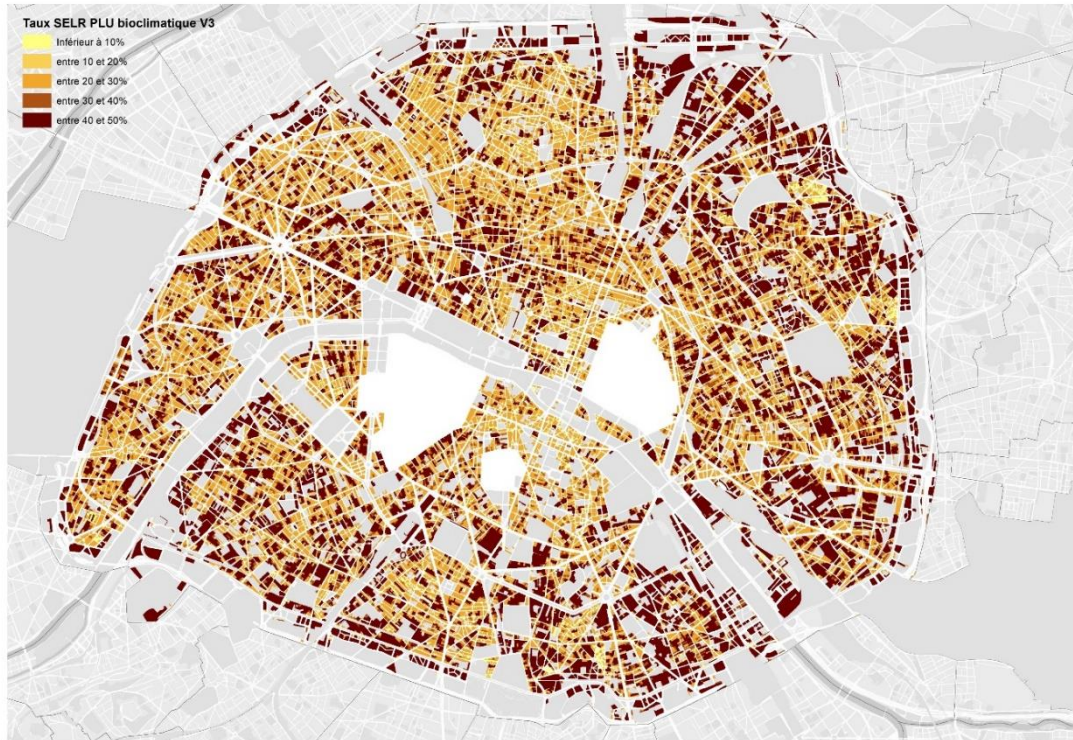 Taux SELR PLU bioclimatique V3
Inférieur à 10%
entre 10 et 20%
entre 20 et 30%
entre 30 et 40%
entre 40 et 50%